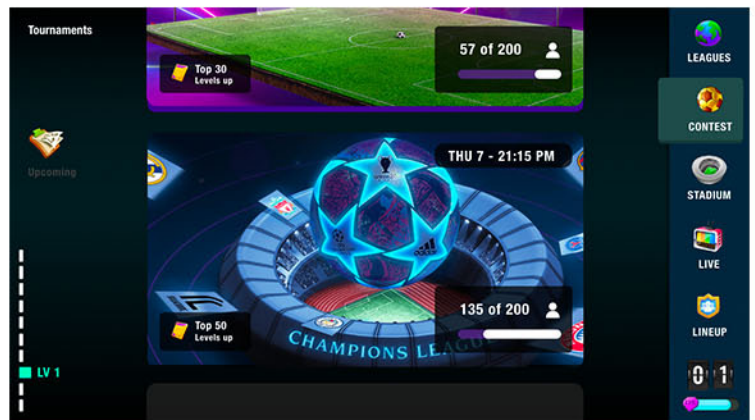 Tournaments
57 of 200
Top 30
Levels up
LEAGUES
CONTEST
Upcoming
THU 7 - 21:15 PM
STADIUM
LIVE
adidas
135 of 200
Top 50
Levels up
CHAMPIONS LEAGUE
LINEUP
LV 1
0 1